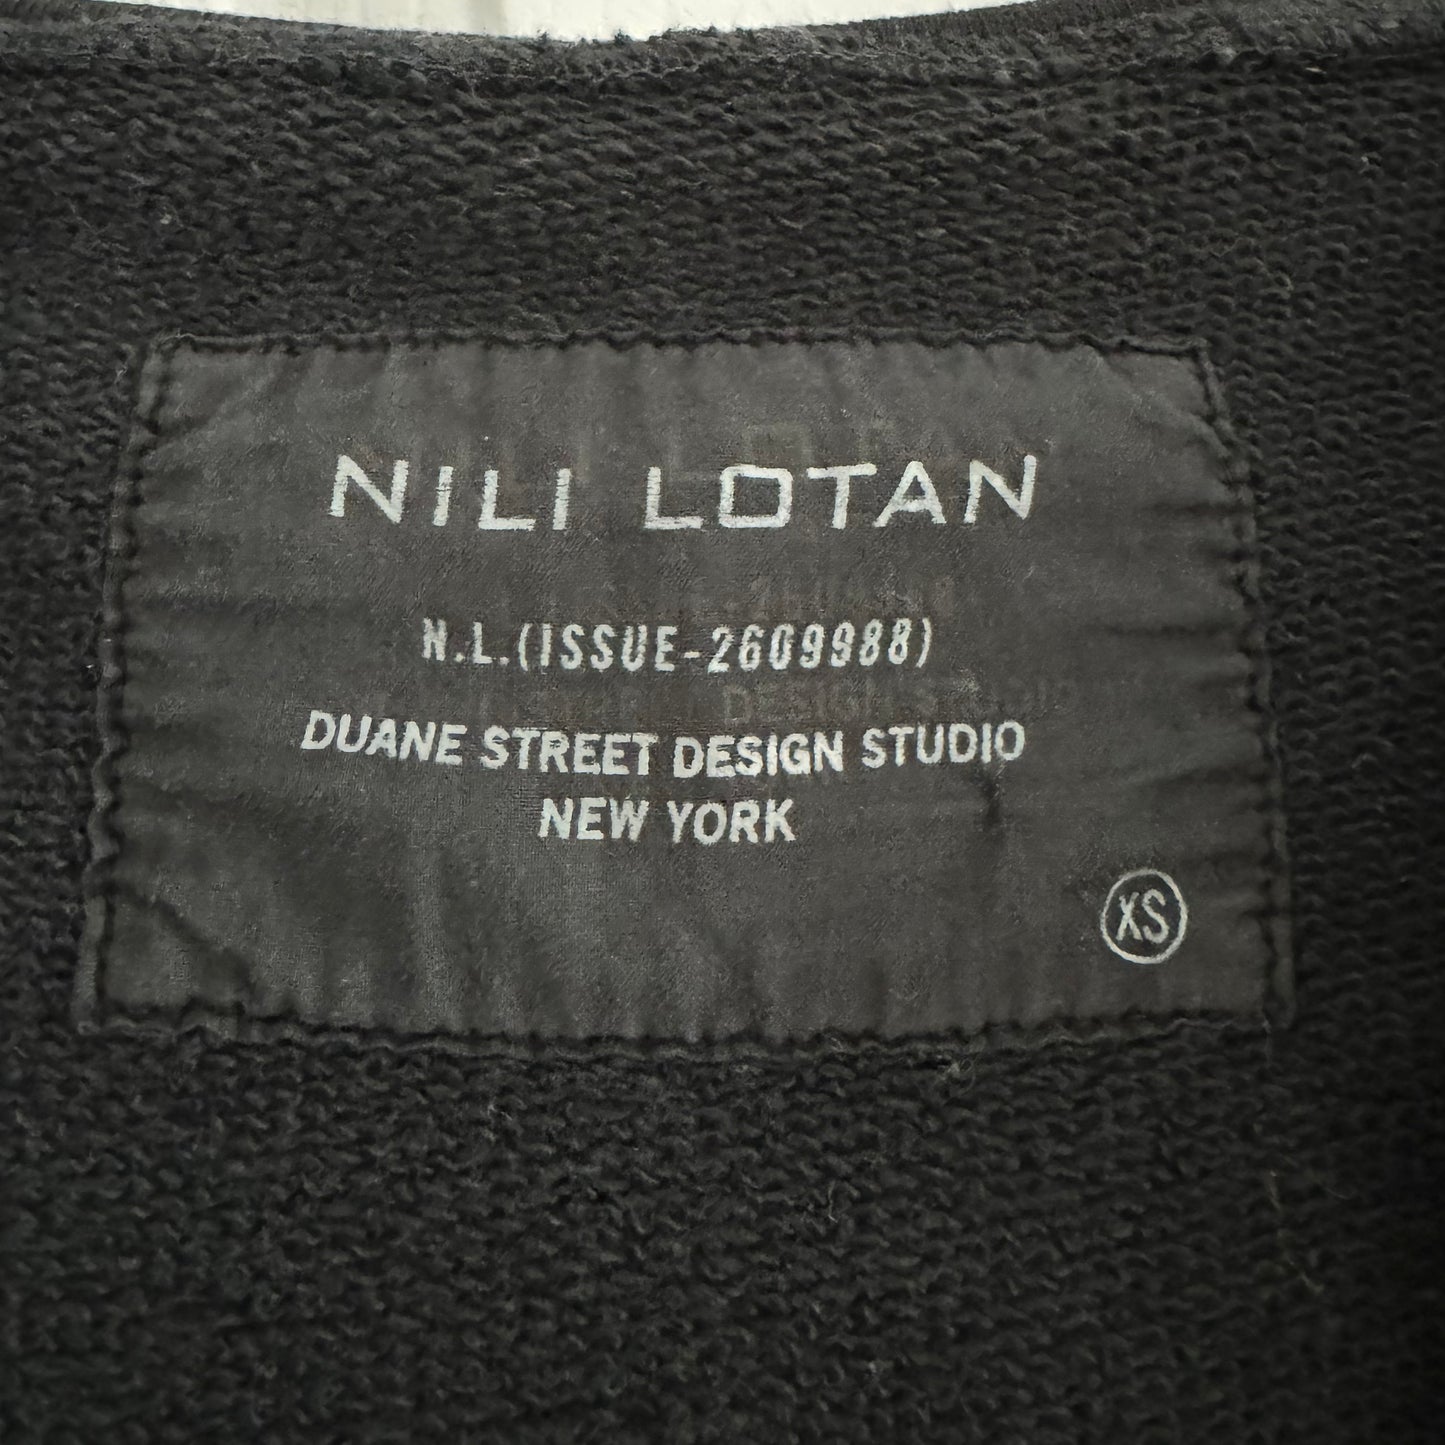 NILI LOTAN
N.L.(ISSUE-2609988)
DUANE STREET DESIGN STUDIO
NEW YORK
XS